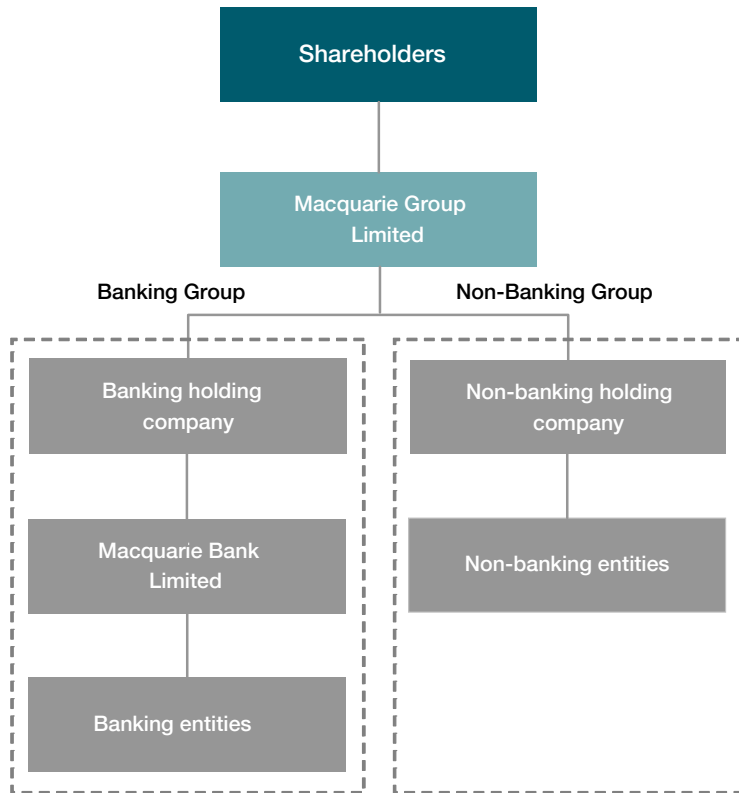 Shareholders
Macquarie Group
Limited
Banking Group
Non-Banking Group
Banking holding
company
Macquarie Bank
Limited
Banking entities
Non-banking holding
company
Non-banking entities